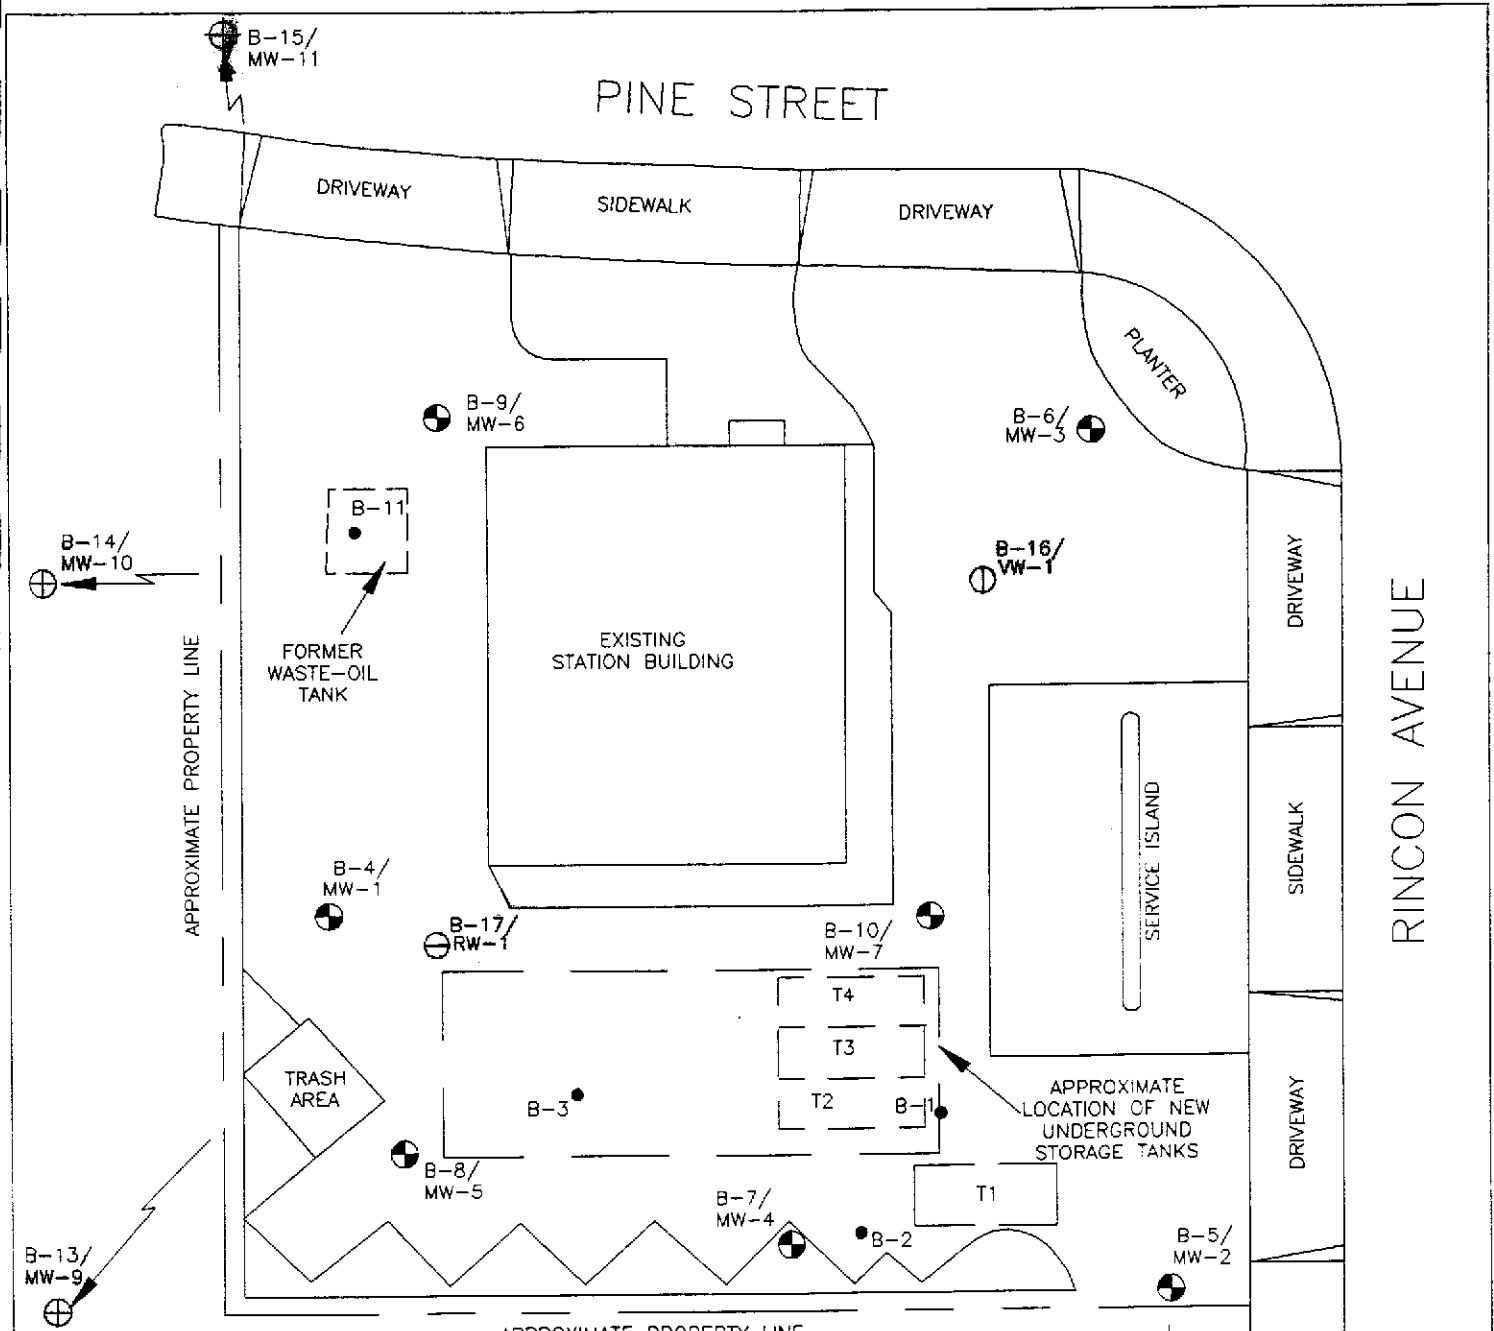 B-15/
MW-11
PINE STREET
DRIVEWAY
SIDEWALK
DRIVEWAY
PLANTER
B-9/
MW-6
B-6/
MW-3
B-11
B-14/
MW-10
B-16/
VW-1
DRIVEWAY
FORMER
WASTE-OIL
TANK
EXISTING
STATION BUILDING
APPROXIMATE PROPERTY LINE
RINCON AVENUE
SERVICE ISLAND
SIDEWALK
B-4/
MW-1
B-17/
RW-1
B-10/
MW-7
T4
T3
T2
B-1
B-3
TRASH
AREA
APPROXIMATE
LOCATION OF NEW
UNDERGROUND
STORAGE TANKS
DRIVEWAY
B-8/
MW-5
T1
B-7/
MW-4
B-2
B-5/
MW-2
B-13/
MW-9
APPROXIMATE PROPERTY LINE